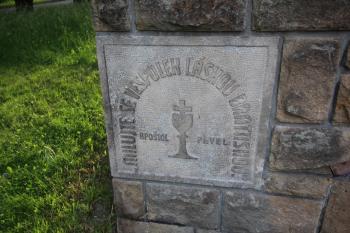 MILUJTE SE VESPOLEK LÁSKOU BRATRSKOU
APOŠTOL PAVEL